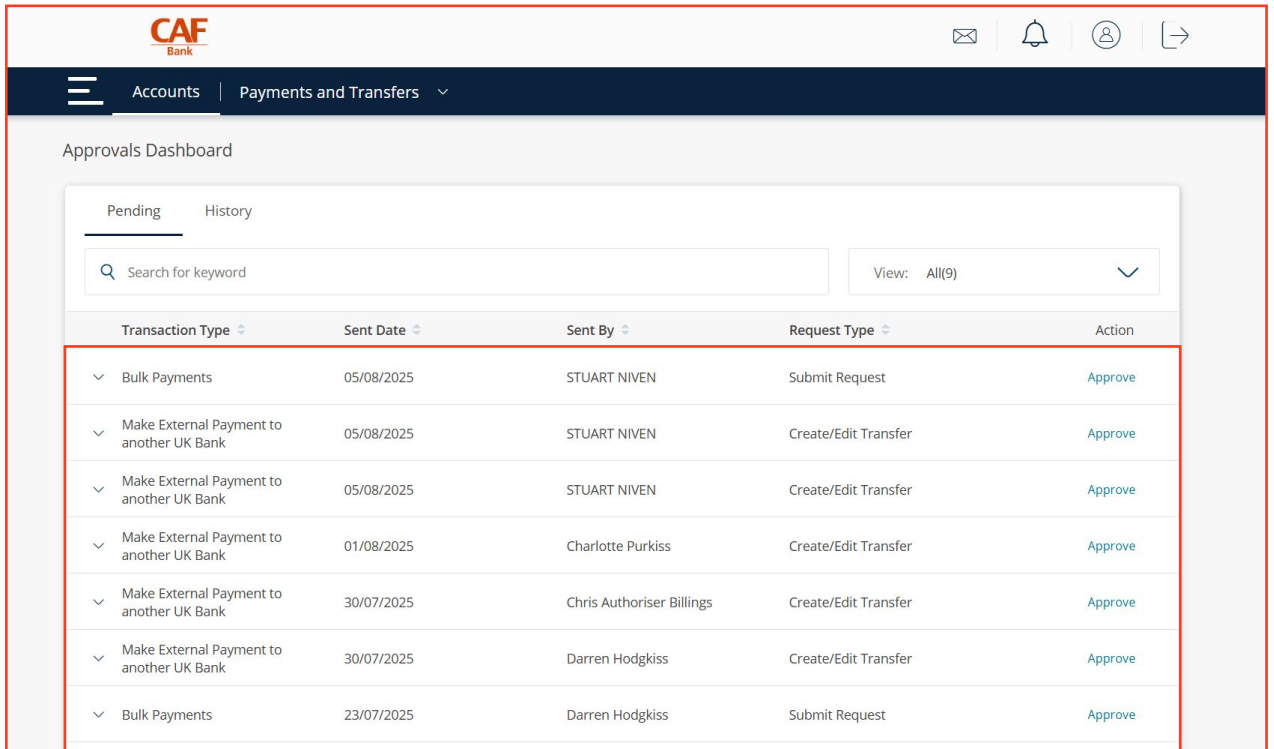 CAF
Bank
Accounts Payments and Transfers
Approvals Dashboard
Pending History
Search for keyword View: All(9)
Transaction Type Sent Date Sent By Request Type Action
Bulk Payments 05/08/2025 STUART NIVEN Submit Request Approve
Make External Payment to
another UK Bank 05/08/2025 STUART NIVEN Create/Edit Transfer Approve
Make External Payment to
another UK Bank 05/08/2025 STUART NIVEN Create/Edit Transfer Approve
Make External Payment to
another UK Bank 01/08/2025 Charlotte Purkiss Create/Edit Transfer Approve
Make External Payment to
another UK Bank 30/07/2025 Chris Authoriser Billings Create/Edit Transfer Approve
Make External Payment to
another UK Bank 30/07/2025 Darren Hodgkiss Create/Edit Transfer Approve
Bulk Payments 23/07/2025 Darren Hodgkiss Submit Request Approve